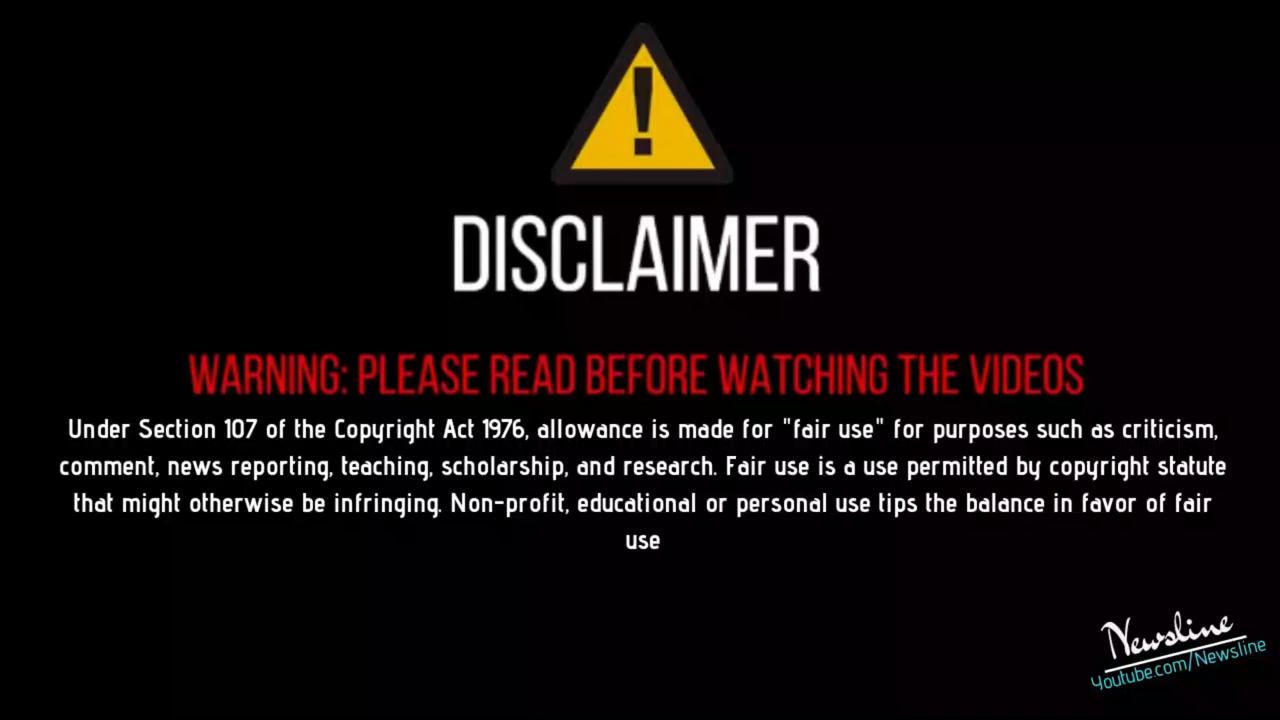 !
DISCLAIMER
WARNING: PLEASE READ BEFORE WATCHING THE VIDEOS
Under Section 107 of the Copyright Act 1976, allowance is made for "fair use" for purposes such as criticism,
comment, news reporting, teaching, scholarship, and research. Fair use is a use permitted by copyright statute
that might otherwise be infringing. Non-profit, educational or personal use tips the balance in favor of fair
use
Newsline
Youtube.com/Newsline